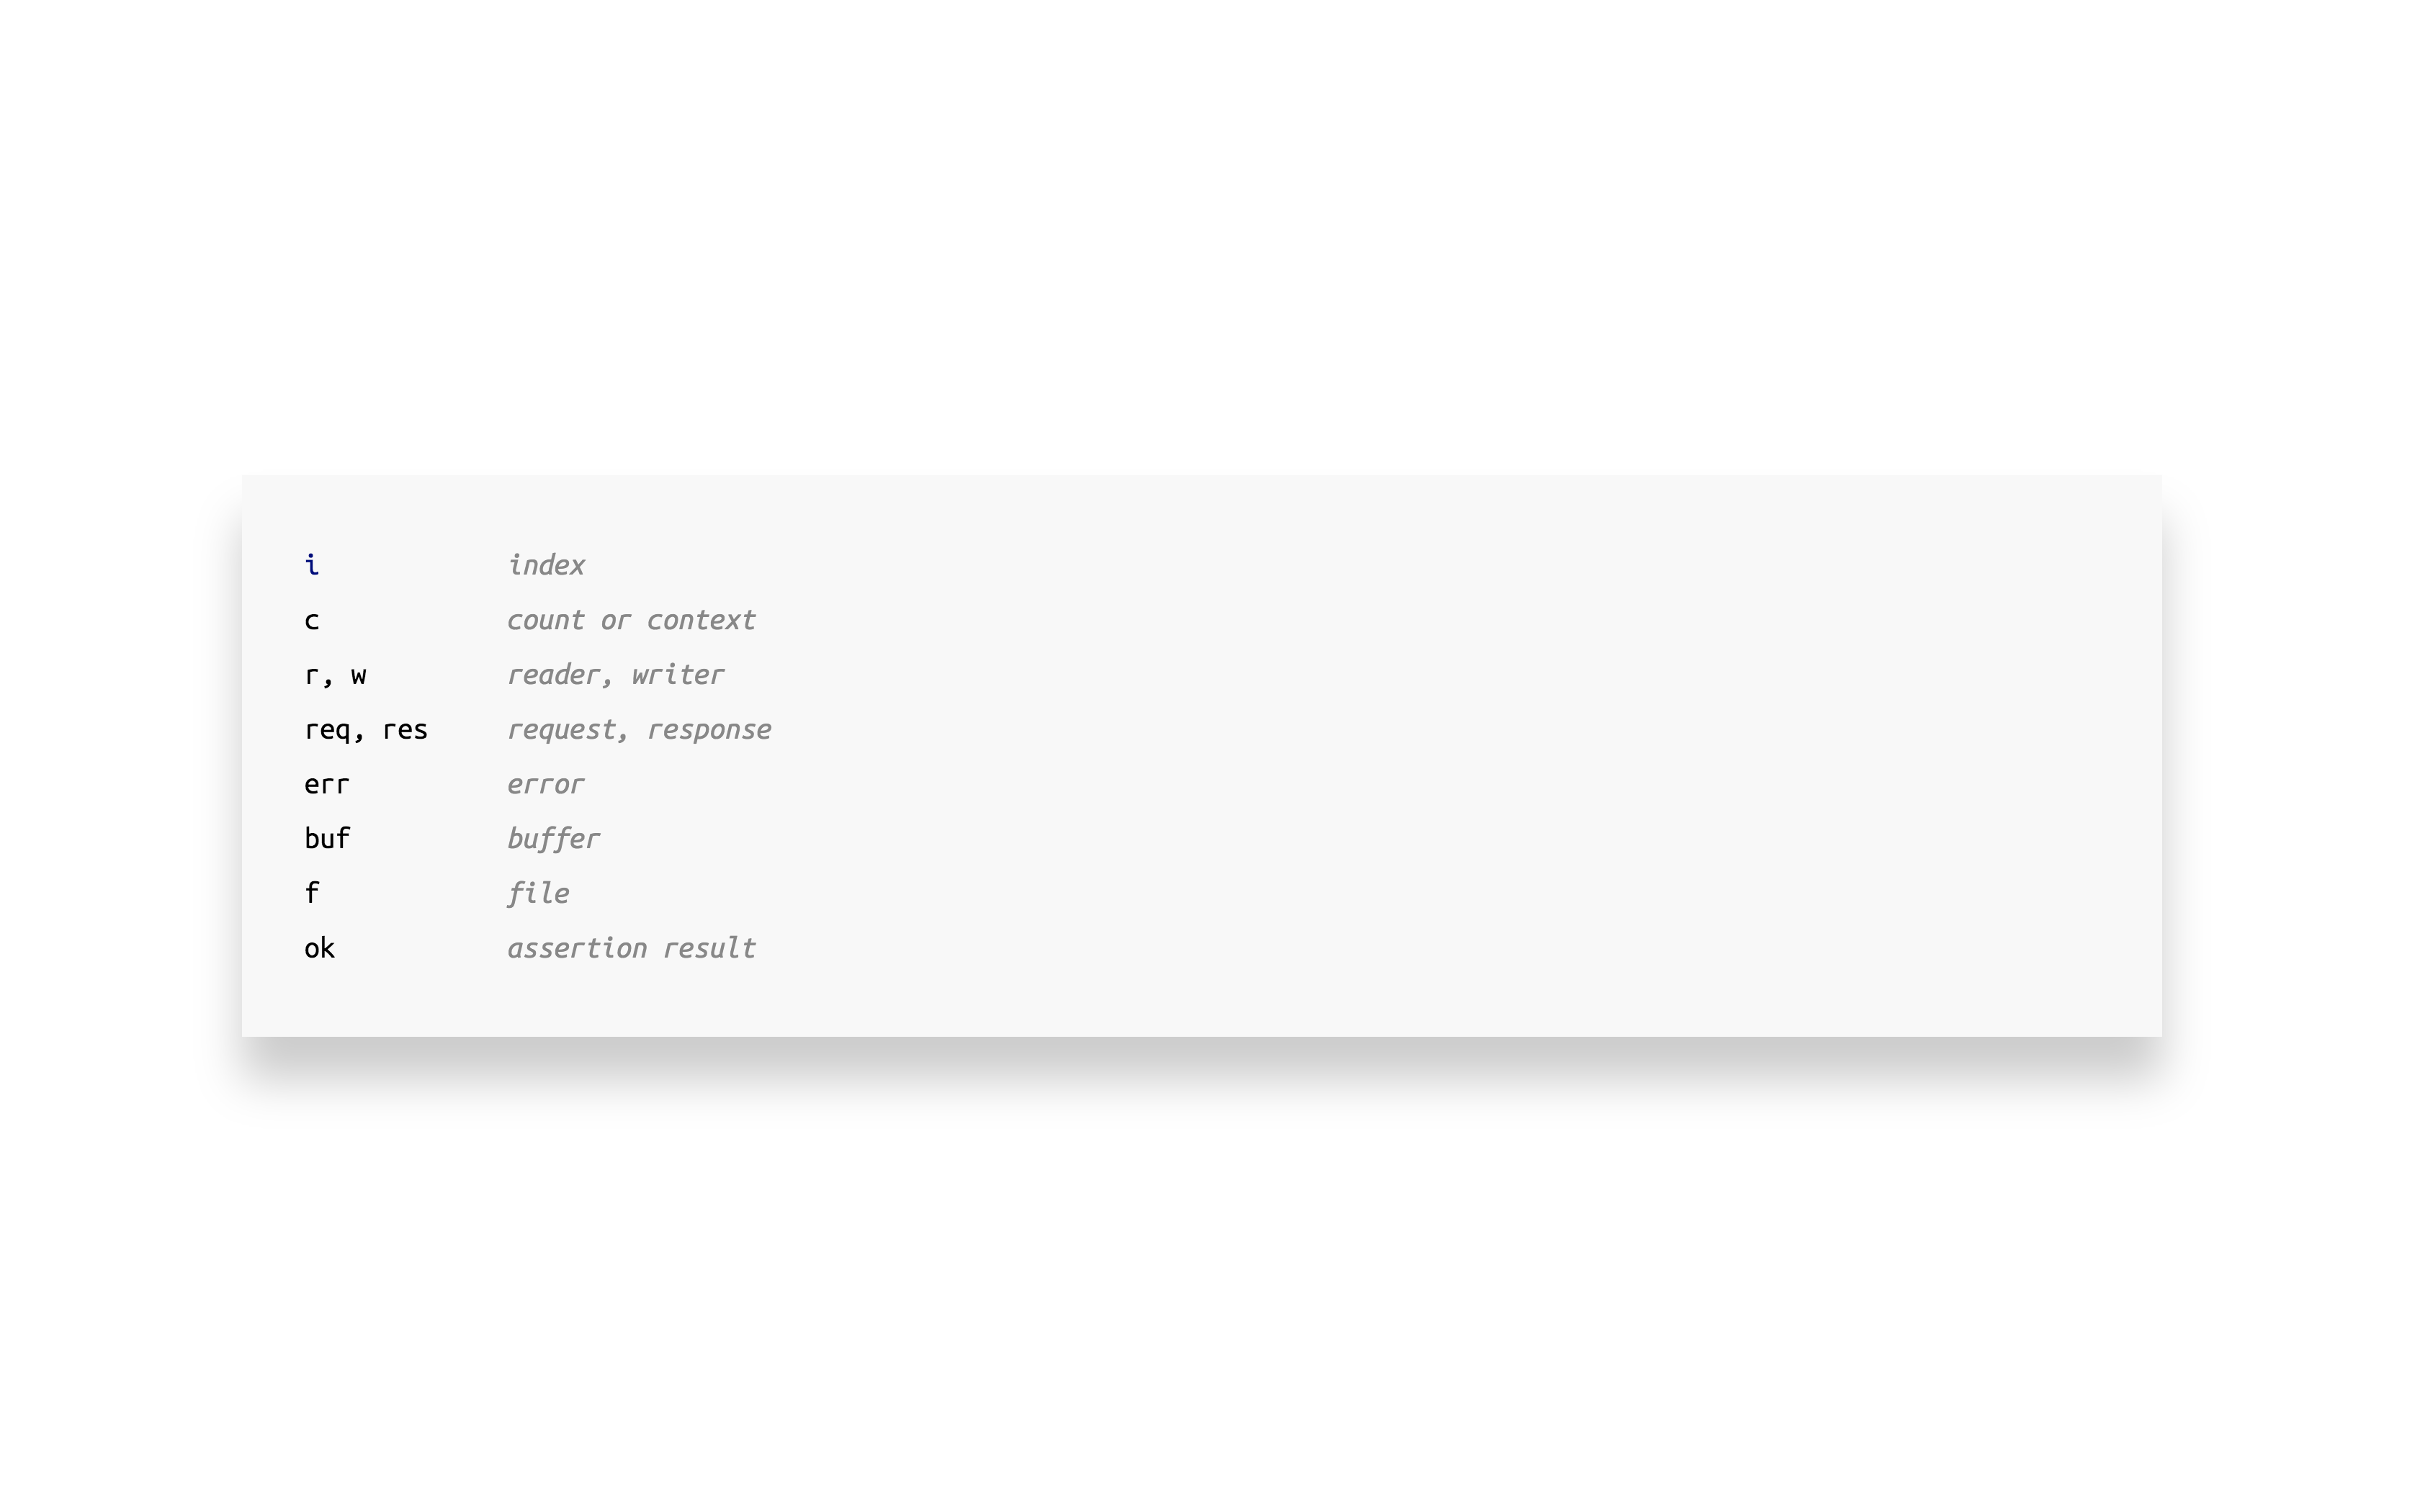 i index
c count or context
r, w reader, writer
req, res request, response
err error
buf buffer
f file
ok assertion result